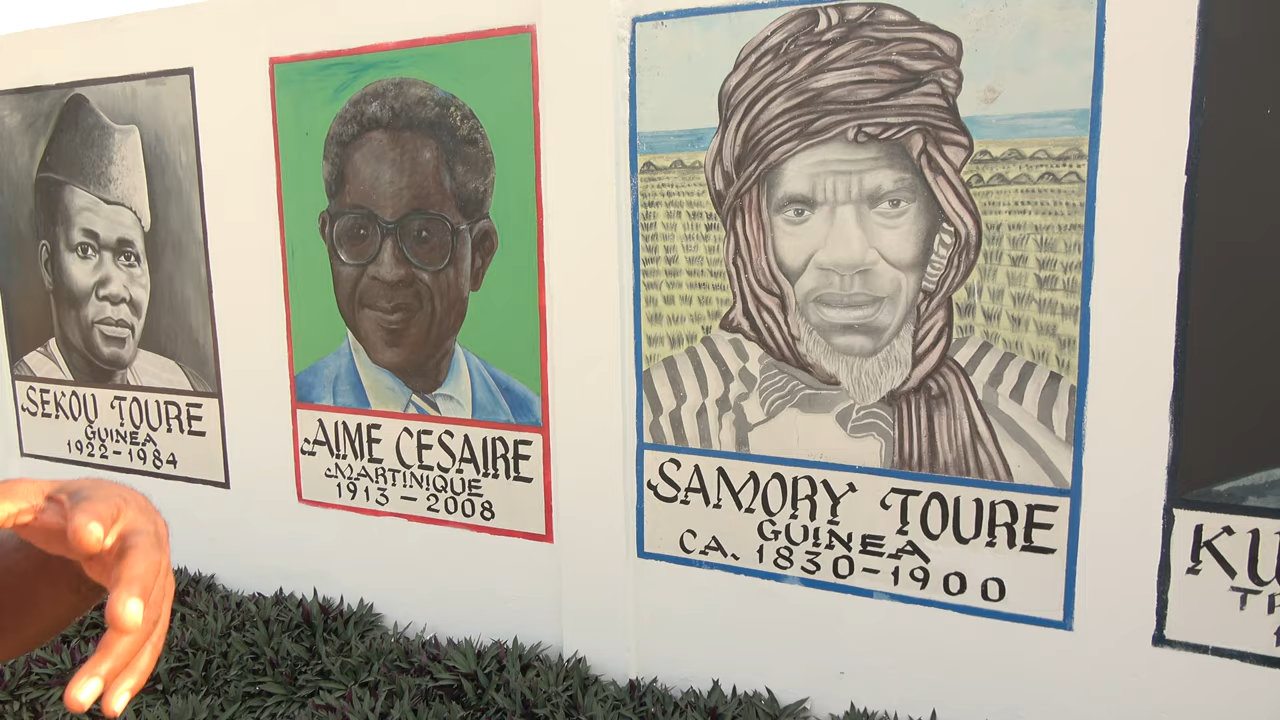 SEKOU TOURE
GUINEA
1922-1984
AIME CESAIRE
MARTINIQUE
1913-2008
SAMORY TOURE
GUINEA
CA. 1830-1900
KU